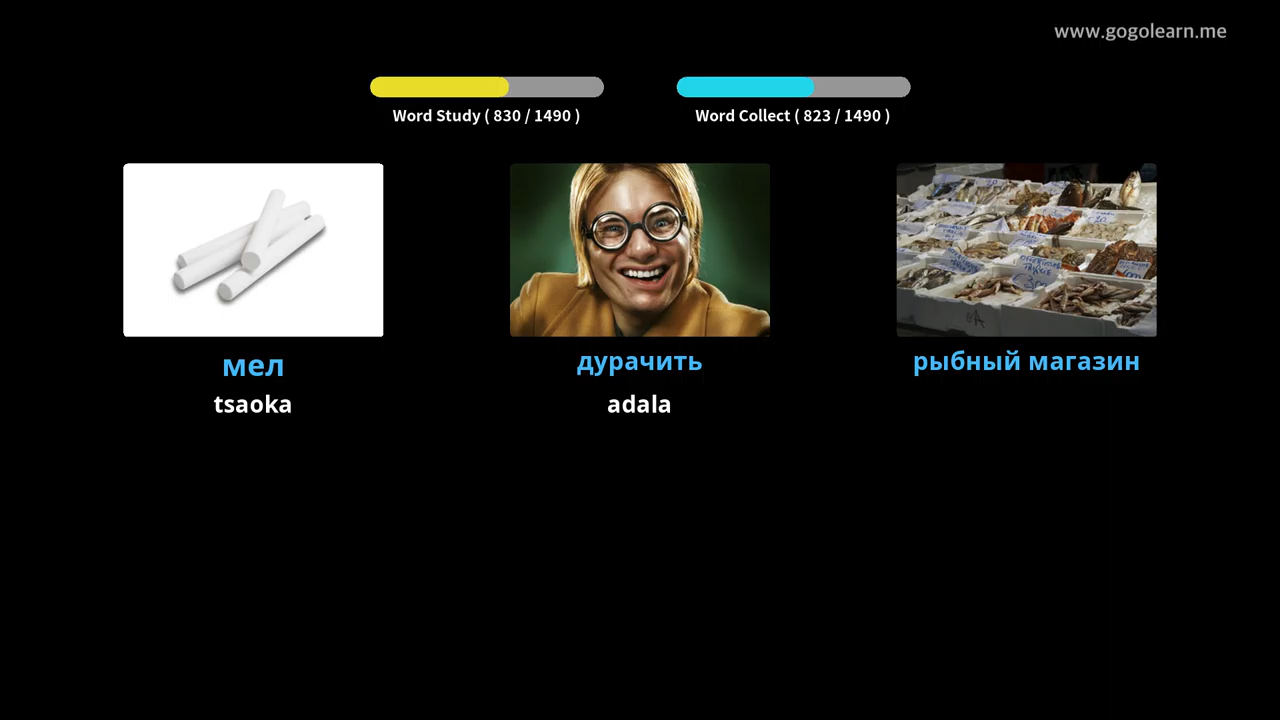 www.gogolearn.me
Word Study ( 830 / 1490 )
Word Collect ( 823 / 1490 )
мел
дурачить
рыбный магазин
tsaoka
adala